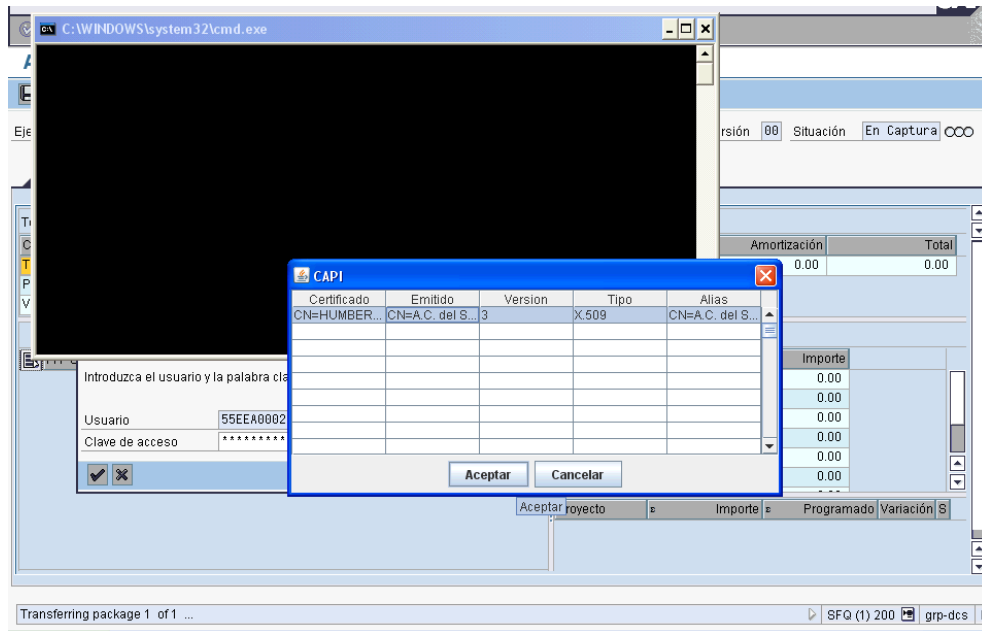 C:\WINDOWS\system32\cmd.exe
Eje
rsión 00 Situación En Captura
Amortización Total
0.00 0.00
CAPI
Certificado Emitido Version Tipo Alias
CN=HUMBER... CN=A.C. del S... 3 X.509 CN=A.C. del S...
Importe
Introduzca el usuario y la palabra cla
0.00
0.00
Usuario 55EEA0002
0.00
Clave de acceso *********
0.00
0.00
0.00
Aceptar Cancelar
Aceptar
royecto Σ Importe Σ Programado Variación S
Transferring package 1 of 1 ...
SFQ (1) 200 grp-dcs